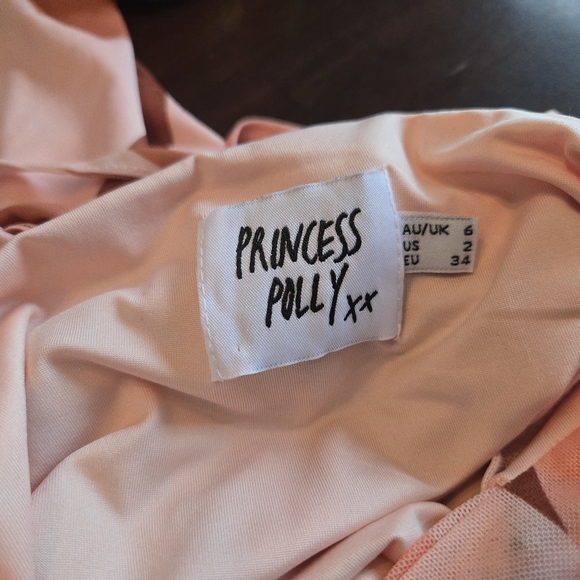 PRINCESS
POLLY xx
AU/UK 6
US 2
EU 34